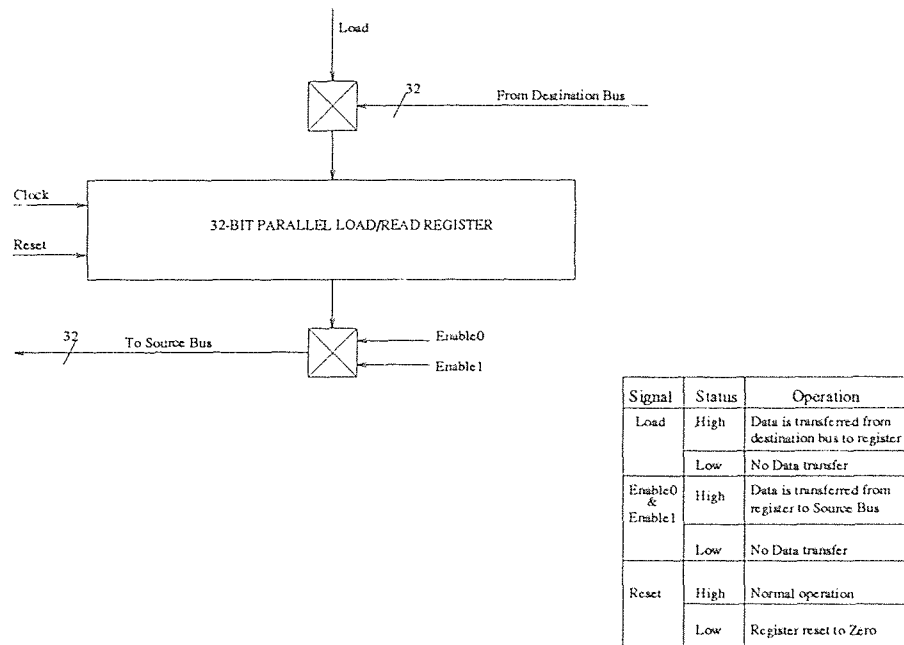 Load
32
From Destination Bus
Clock
32-BIT PARALLEL LOAD/READ REGISTER
Reset
32
To Source Bus
Enable0
Enable1
Signal Status Operation
Load High Data is transferred from
destination bus to register
Low No Data transfer
Enable0
&
Enable1
High Data is transferred from
register to Source Bus
Low No Data transfer
Reset High Normal operation
Low Register reset to Zero